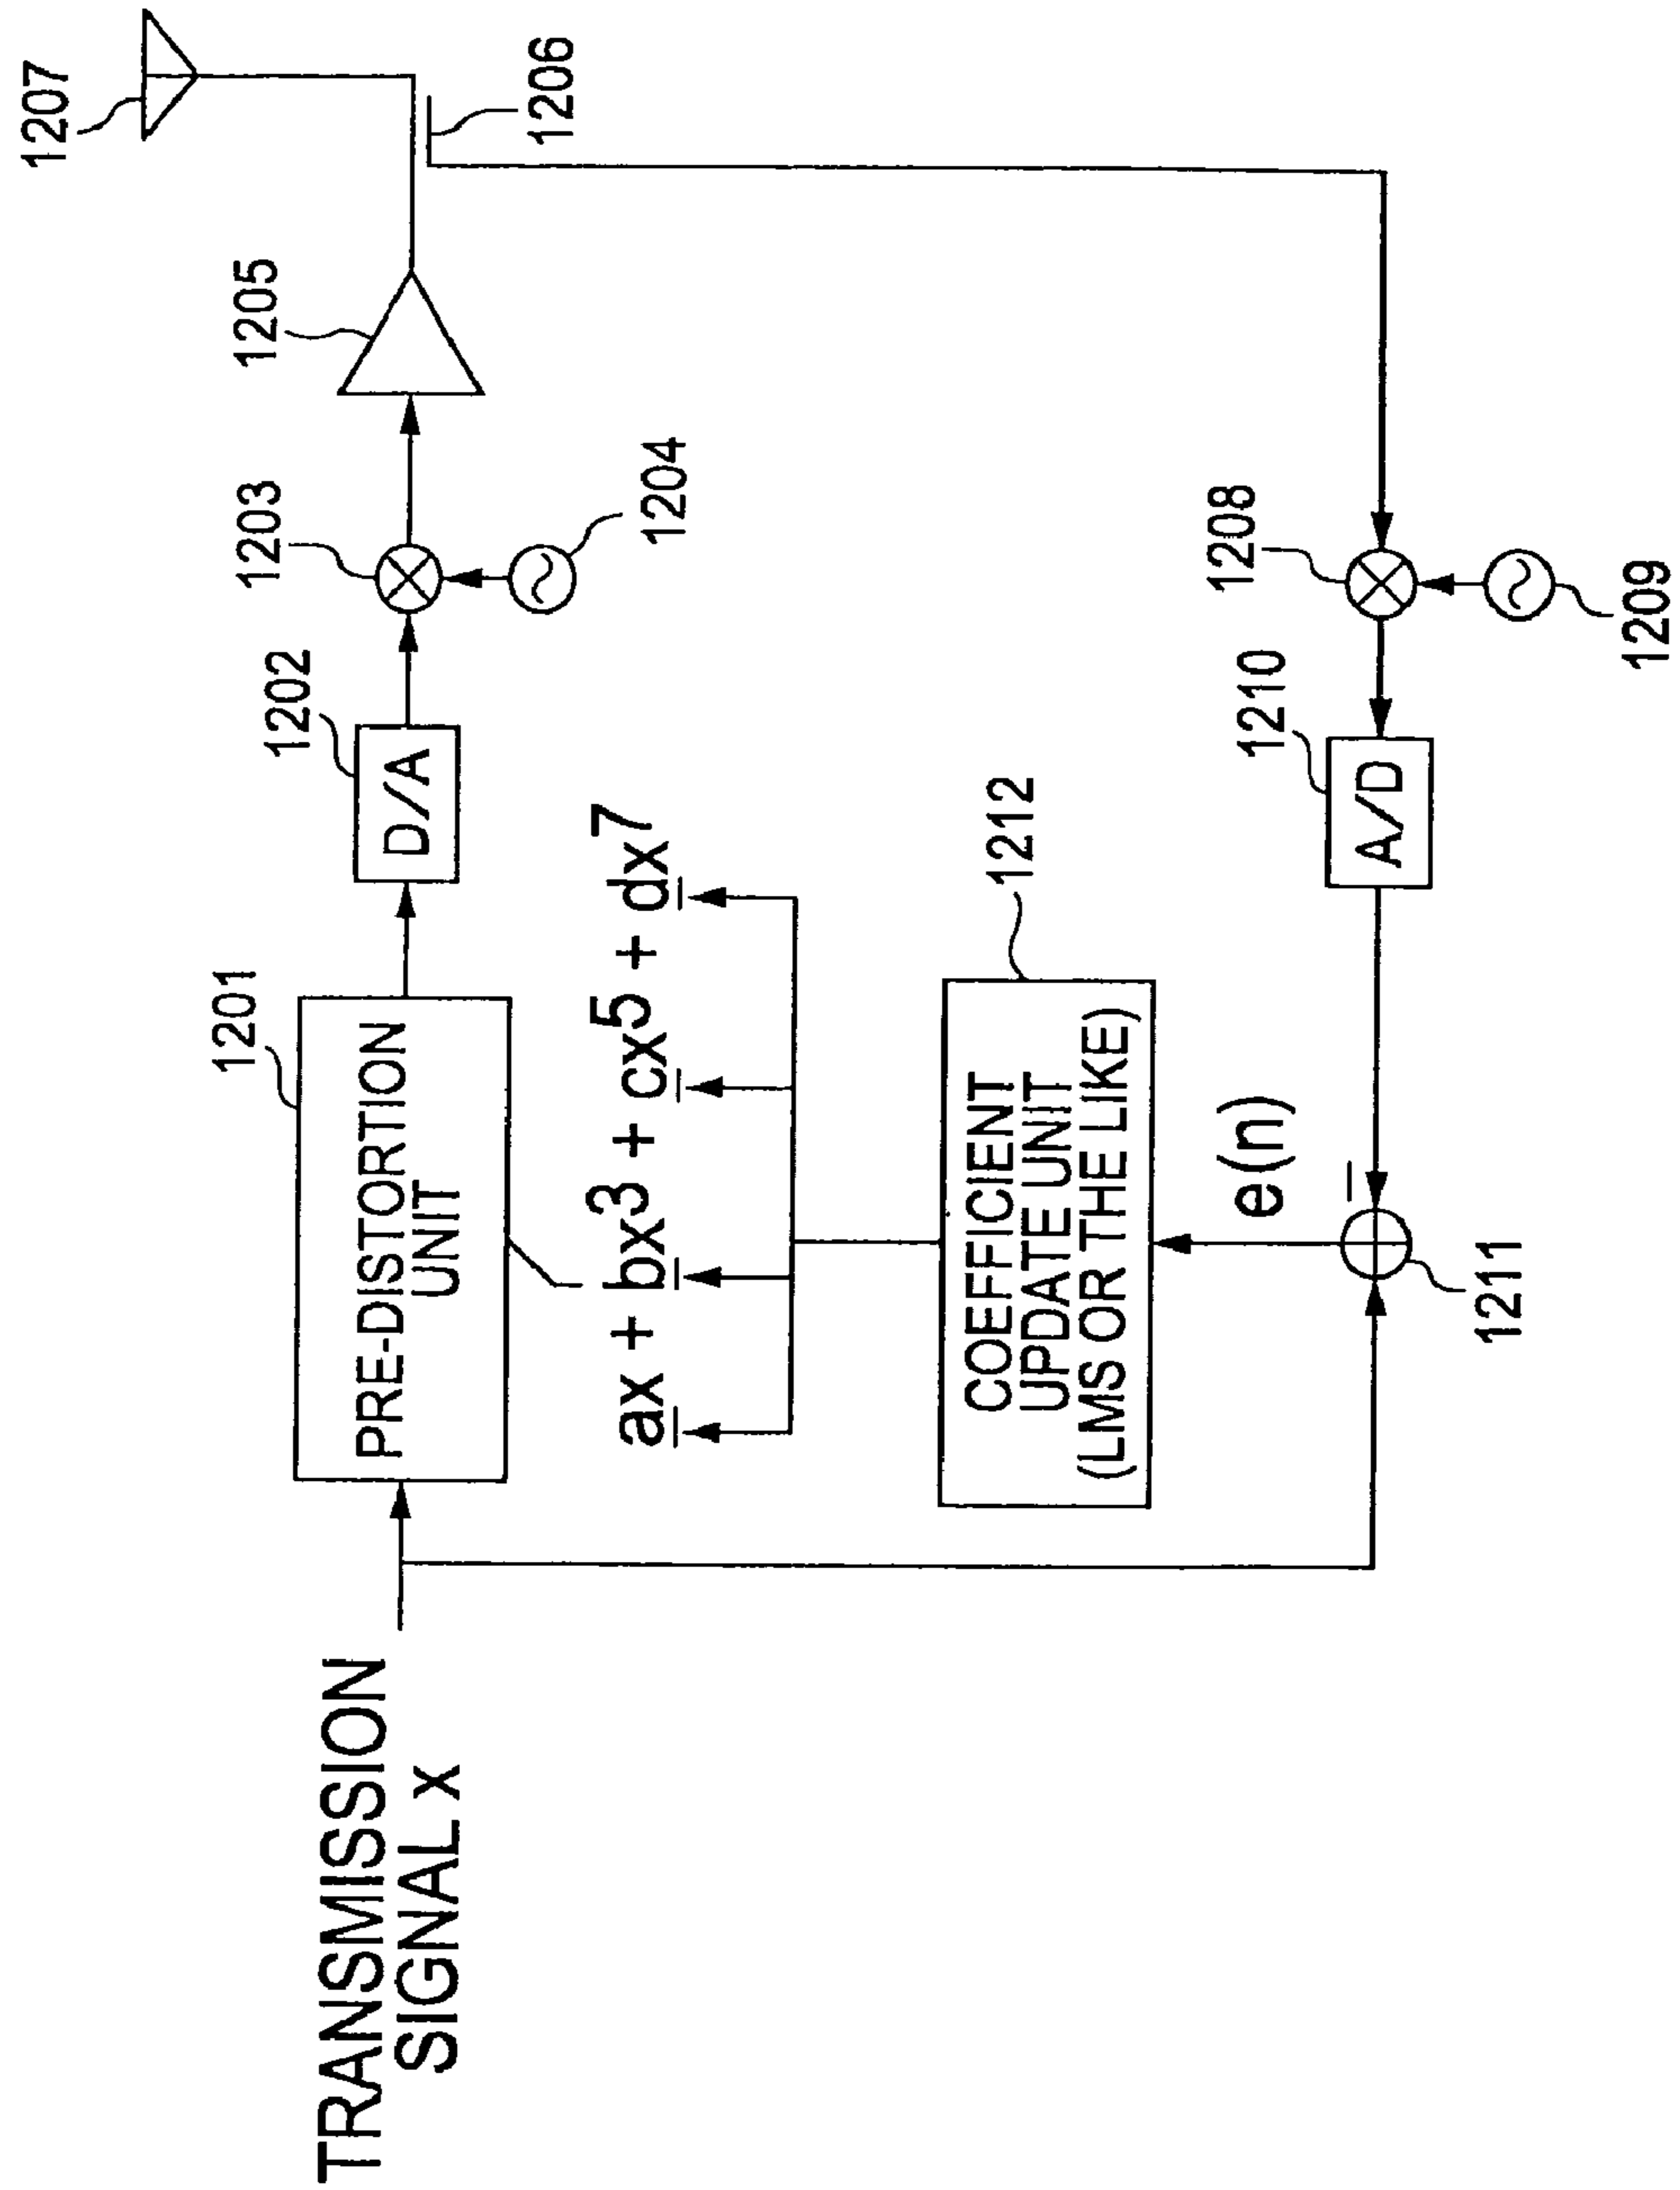 1207
1205
1203
1202
1201
1206
1204
TRANSMISSION
SIGNAL x
PRE-DISTORTION
UNIT
D/A
ax + bx³ + cx⁵ + dx⁷
1212
COEFFICIENT
UPDATE UNIT
(LMS OR THE LIKE)
e(n)
−
1210
1208
A/D
1211
1209